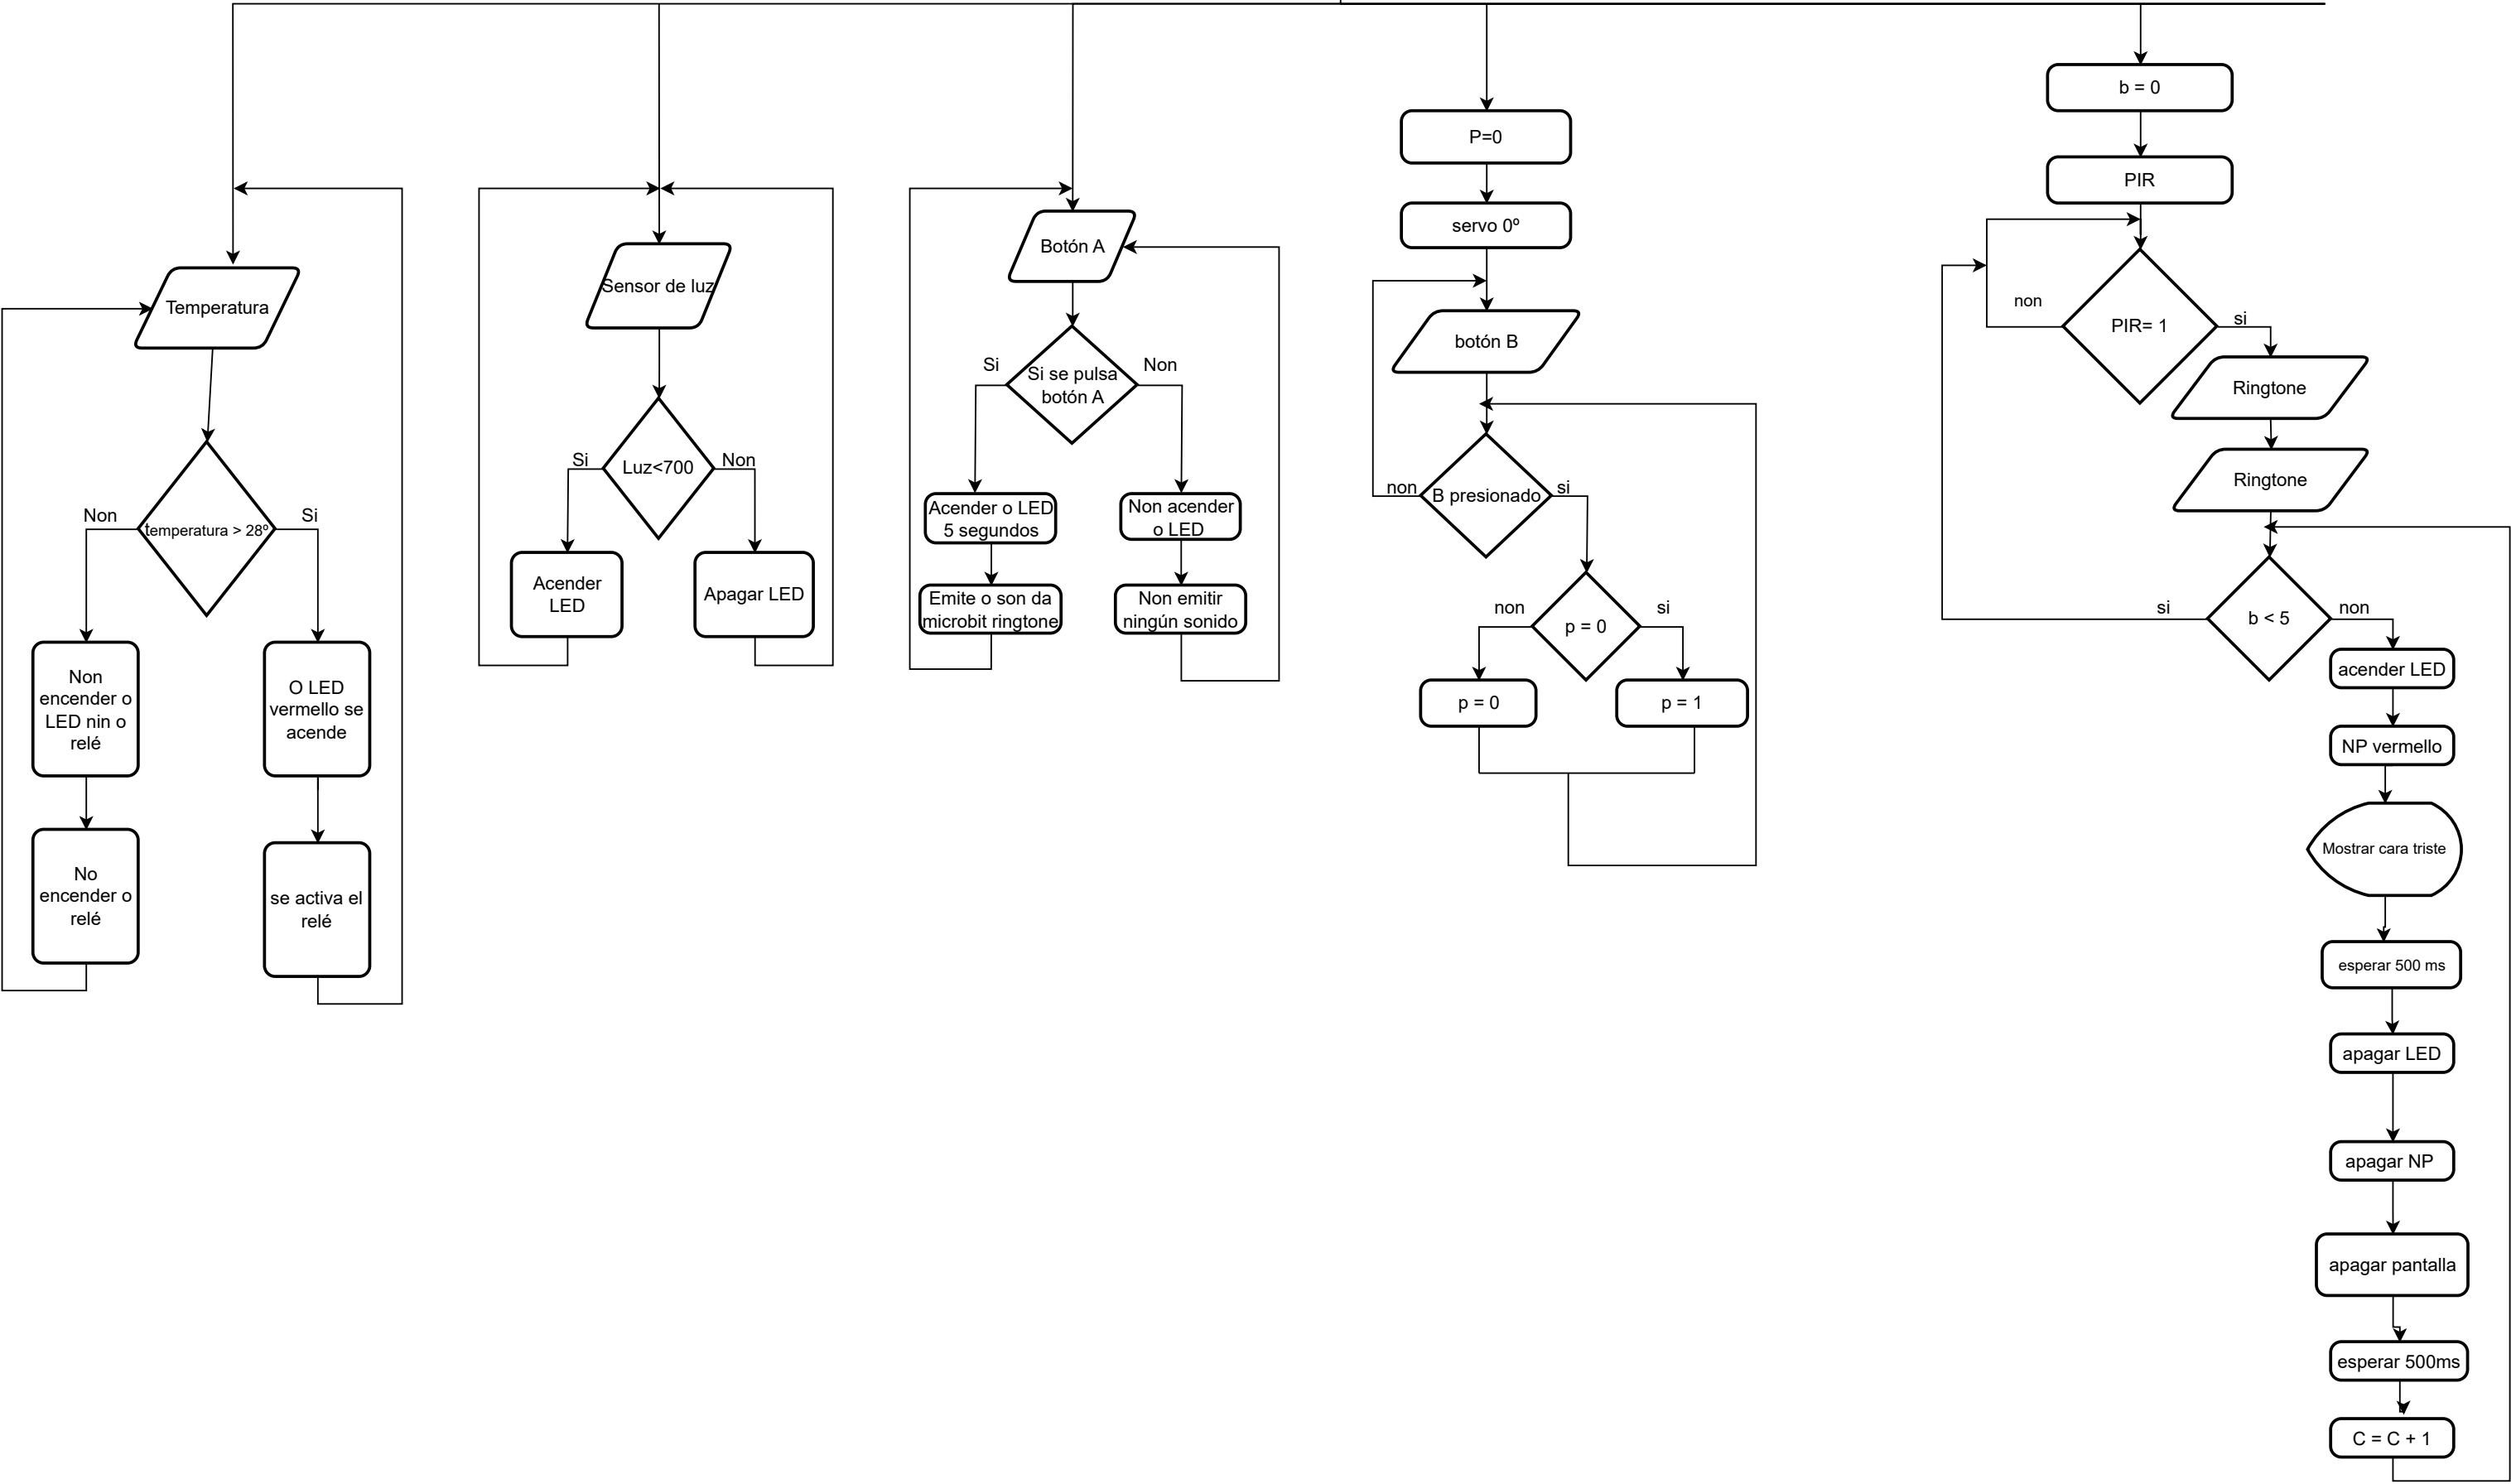 Temperatura
temperatura > 28º
Non
Si
Non
encender o
LED nin o
relé
O LED
vermello se
acende
No
encender o
relé
se activa el
relé
Sensor de luz
Luz<700
Si
Non
Acender
LED
Apagar LED
Botón A
Si se pulsa
botón A
Si
Non
Acender o LED
5 segundos
Non acender
o LED
Emite o son da
microbit ringtone
Non emitir
ningún sonido
P=0
servo 0º
botón B
B presionado
non
si
p = 0
non
si
p = 0
p = 1
b = 0
PIR
PIR= 1
non
si
Ringtone
Ringtone
b < 5
si
non
acender LED
NP vermello
Mostrar cara triste
esperar 500 ms
apagar LED
apagar NP
apagar pantalla
esperar 500ms
C = C + 1